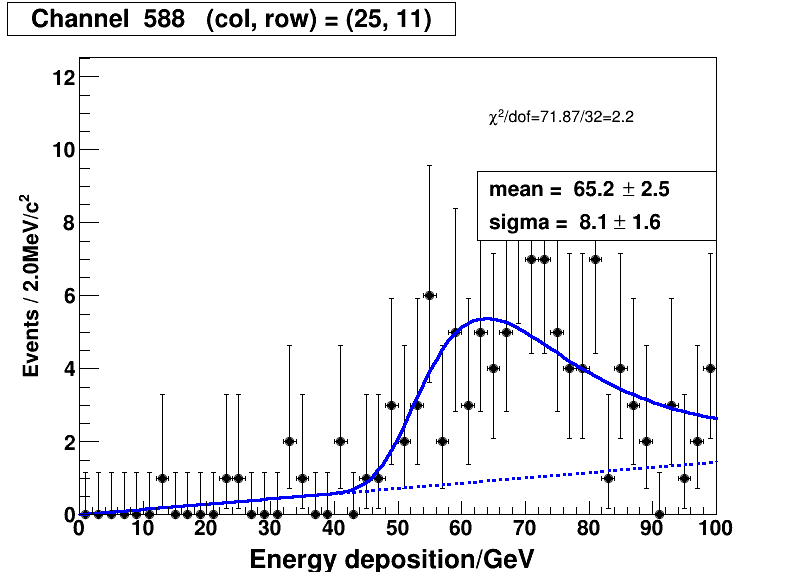 Channel 588 (col, row) = (25, 11)
χ²/dof=71.87/32=2.2
mean = 65.2 ± 2.5
sigma = 8.1 ± 1.6
Events / 2.0MeV/c²
12
10
8
6
4
2
0
0 10 20 30 40 50 60 70 80 90 100
Energy deposition/GeV